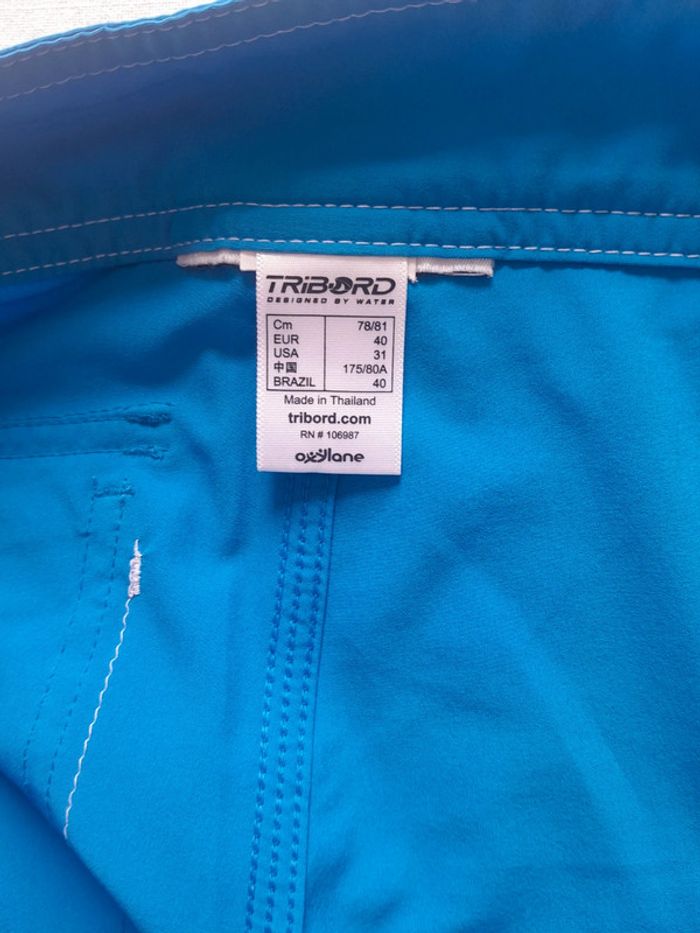 TRIBORD
DESIGNED BY WATER
Cm 78/81
EUR 40
USA 31
中国 175/80A
BRAZIL 40
Made in Thailand
tribord.com
RN # 106987
oxylane